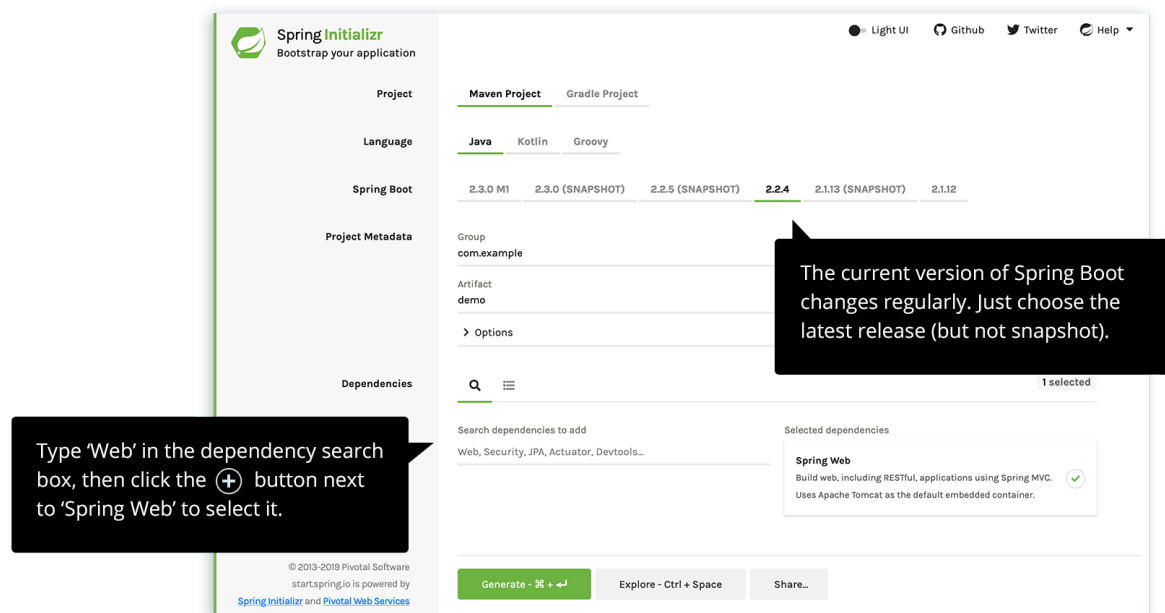 Spring Initializr
Bootstrap your application
Light UI
Github
Twitter
Help
Project
Maven Project
Gradle Project
Language
Java
Kotlin
Groovy
Spring Boot
2.3.0 M1
2.3.0 (SNAPSHOT)
2.2.5 (SNAPSHOT)
2.2.4
2.1.13 (SNAPSHOT)
2.1.12
Project Metadata
Group
com.example
Artifact
demo
Options
The current version of Spring Boot
changes regularly. Just choose the
latest release (but not snapshot).
Dependencies
1 selected
Type ‘Web’ in the dependency search
box, then click the + button next
to ‘Spring Web’ to select it.
Search dependencies to add
Web, Security, JPA, Actuator, Devtools...
Selected dependencies
Spring Web
Build web, including RESTful, applications using Spring MVC.
Uses Apache Tomcat as the default embedded container.
© 2013-2019 Pivotal Software
start.spring.io is powered by
Spring Initializr and Pivotal Web Services
Generate - ⌘ + ↵
Explore - Ctrl + Space
Share...